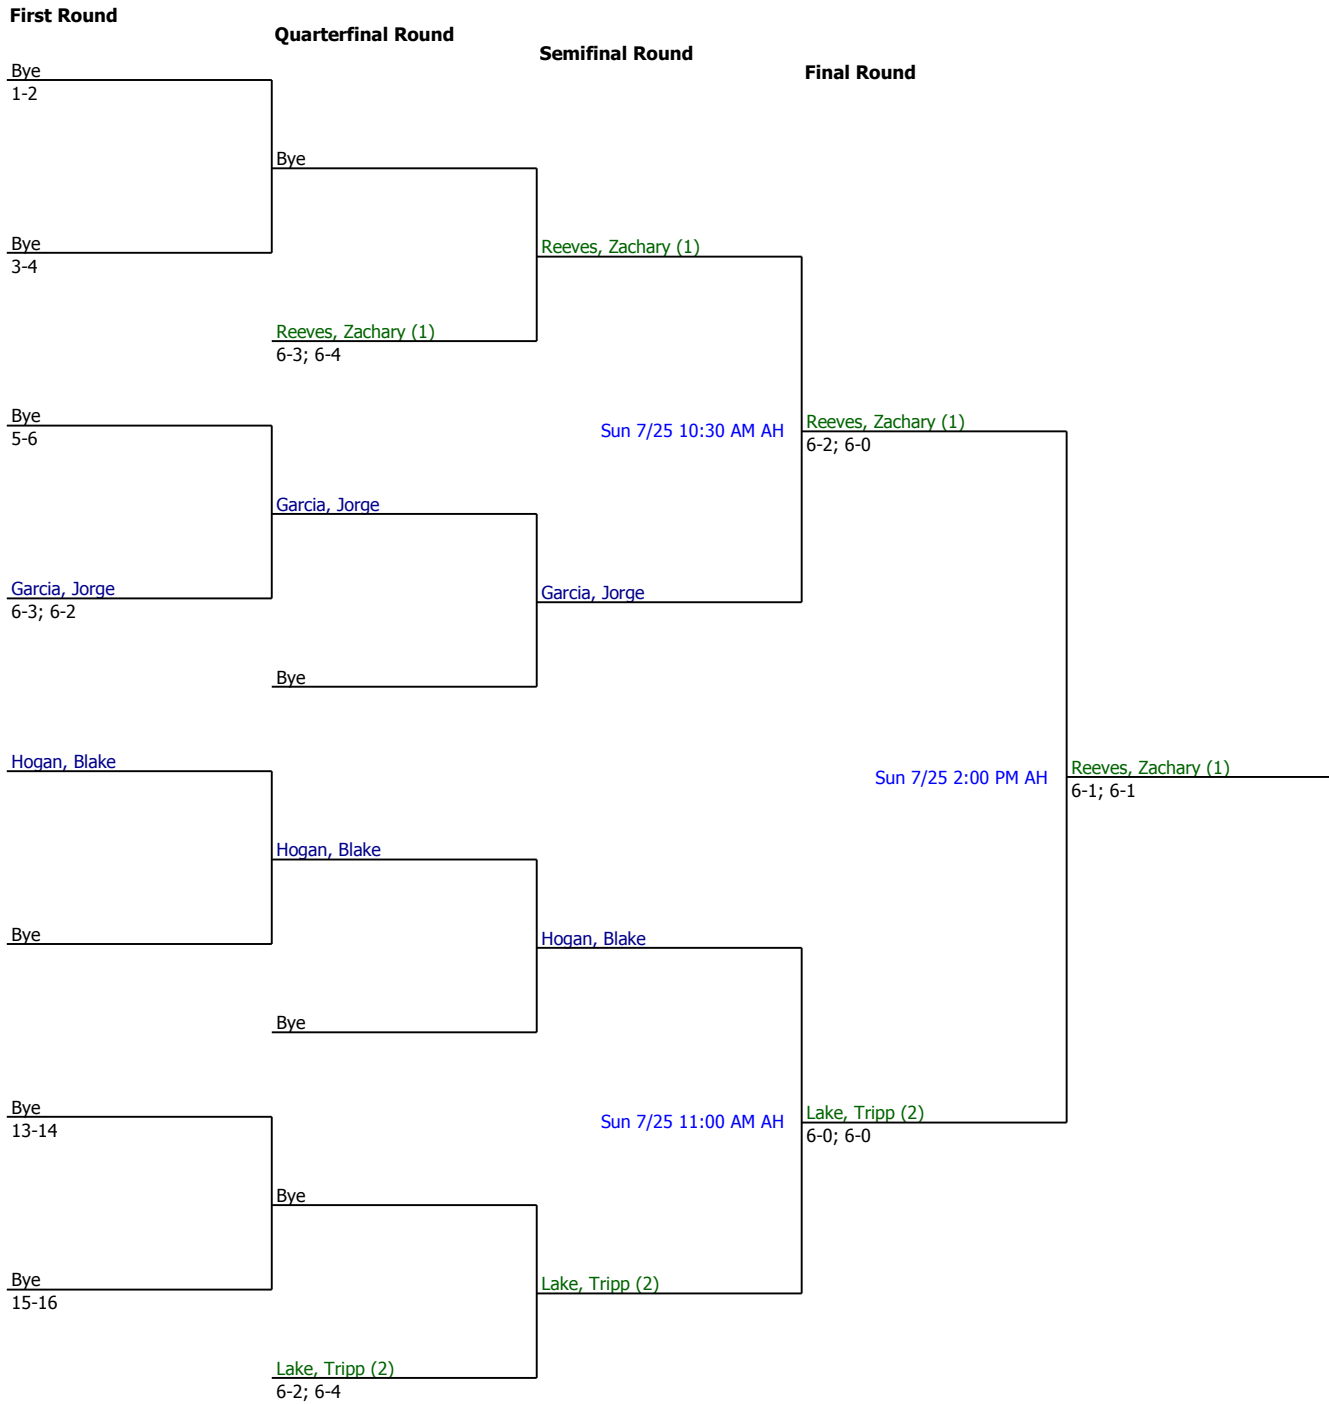 First Round
Quarterfinal Round
Semifinal Round
Final Round
Bye
1-2
Bye
Bye
3-4
Reeves, Zachary (1)
Reeves, Zachary (1)
6-3; 6-4
Bye
5-6
Sun 7/25 10:30 AM AH
Reeves, Zachary (1)
6-2; 6-0
Garcia, Jorge
Garcia, Jorge
6-3; 6-2
Garcia, Jorge
Bye
Hogan, Blake
Sun 7/25 2:00 PM AH
Reeves, Zachary (1)
6-1; 6-1
Hogan, Blake
Bye
Hogan, Blake
Bye
Bye
13-14
Sun 7/25 11:00 AM AH
Lake, Tripp (2)
6-0; 6-0
Bye
Bye
15-16
Lake, Tripp (2)
Lake, Tripp (2)
6-2; 6-4